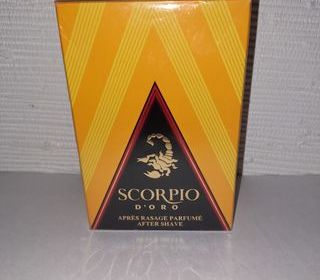 SCORPIO
D'ORO
APRÈS RASAGE PARFUMÉ
AFTER SHAVE